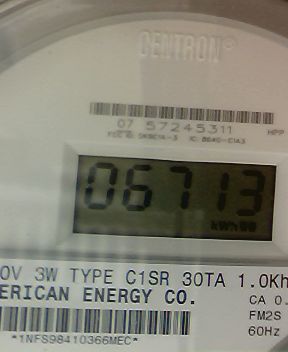 CENTRON®
07 57245311
HPP
06713
kWh
0V 3W TYPE C1SR 30TA 1.0Kh
ERICAN ENERGY CO.
CA 0.
FM2S
60Hz
*1NFS98410366MEC*